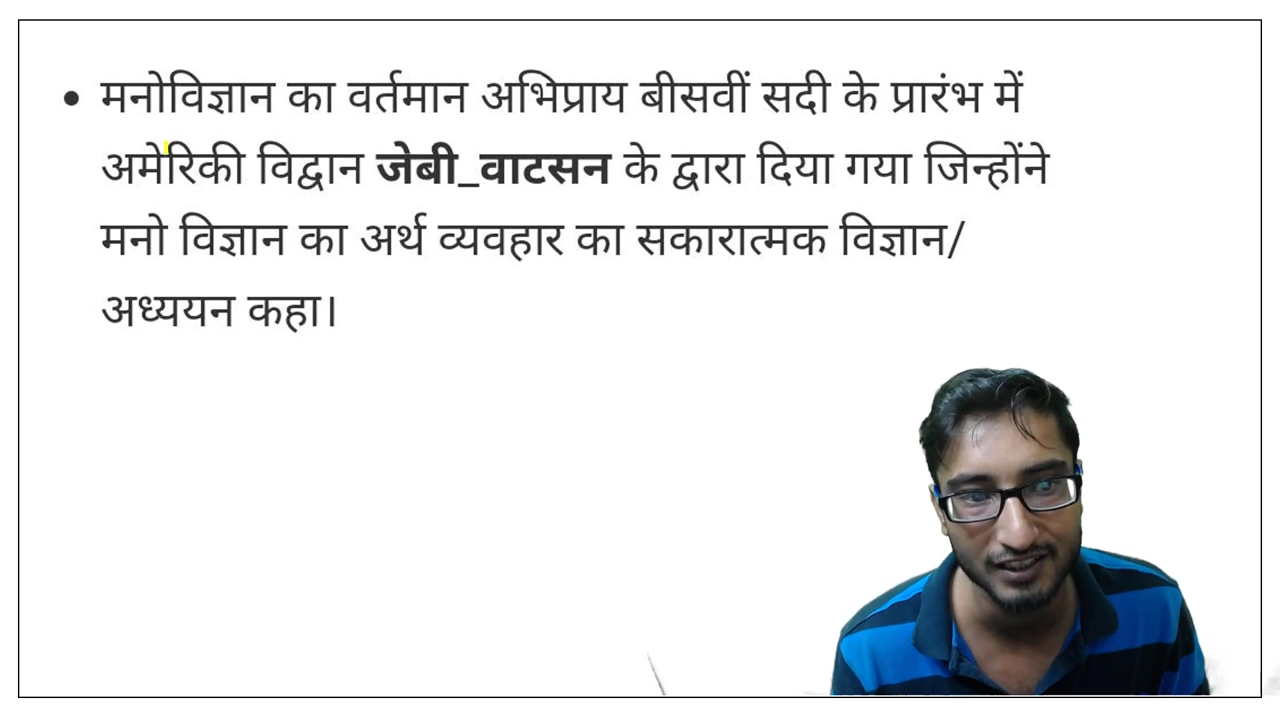 • मनोविज्ञान का वर्तमान अभिप्राय बीसवीं सदी के प्रारंभ में
अमेरिकी विद्वान जेबी_वाटसन के द्वारा दिया गया जिन्होंने
मनो विज्ञान का अर्थ व्यवहार का सकारात्मक विज्ञान/
अध्ययन कहा।